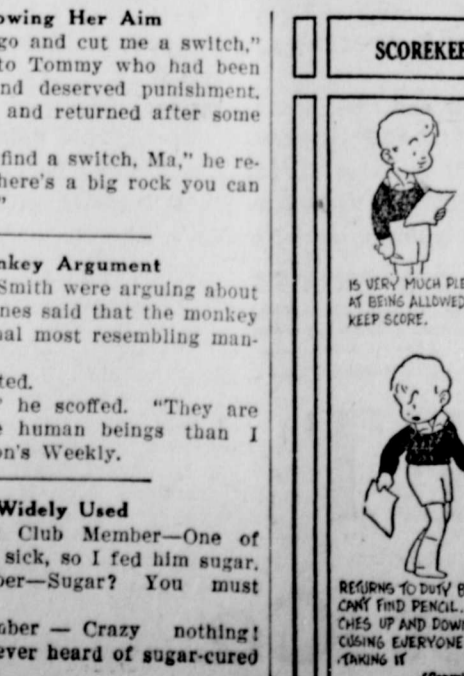 owing Her Aim
go and cut me a switch,"
to Tommy who had been
nd deserved punishment.
and returned after some
find a switch, Ma," he re-
here's a big rock you can
"
nkey Argument
Smith were arguing about
nes said that the monkey
al most resembling man-
ted.
" he scoffed. "They are
e human beings than I
on's Weekly.
Widely Used
Club Member—One of
sick, so I fed him sugar.
ber—Sugar? You must
mber — Crazy nothing!
ever heard of sugar-cured
SCOREKEE
IS VERY MUCH PLE
AT BEING ALLOWED
KEEP SCORE.
RETURNS TO DUTY B
CAN'T FIND PENCIL.
CHES UP AND DOWN
CUSING EVERYONE
TAKING IT